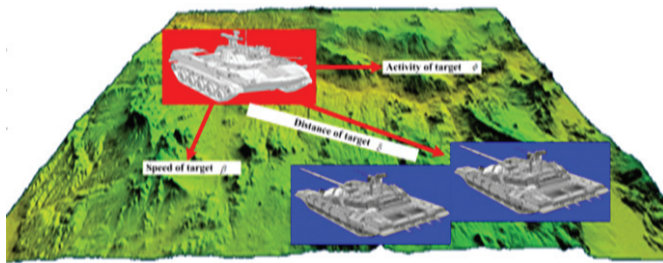 Activity of target ϕ
Distance of target ξ
Speed of target β